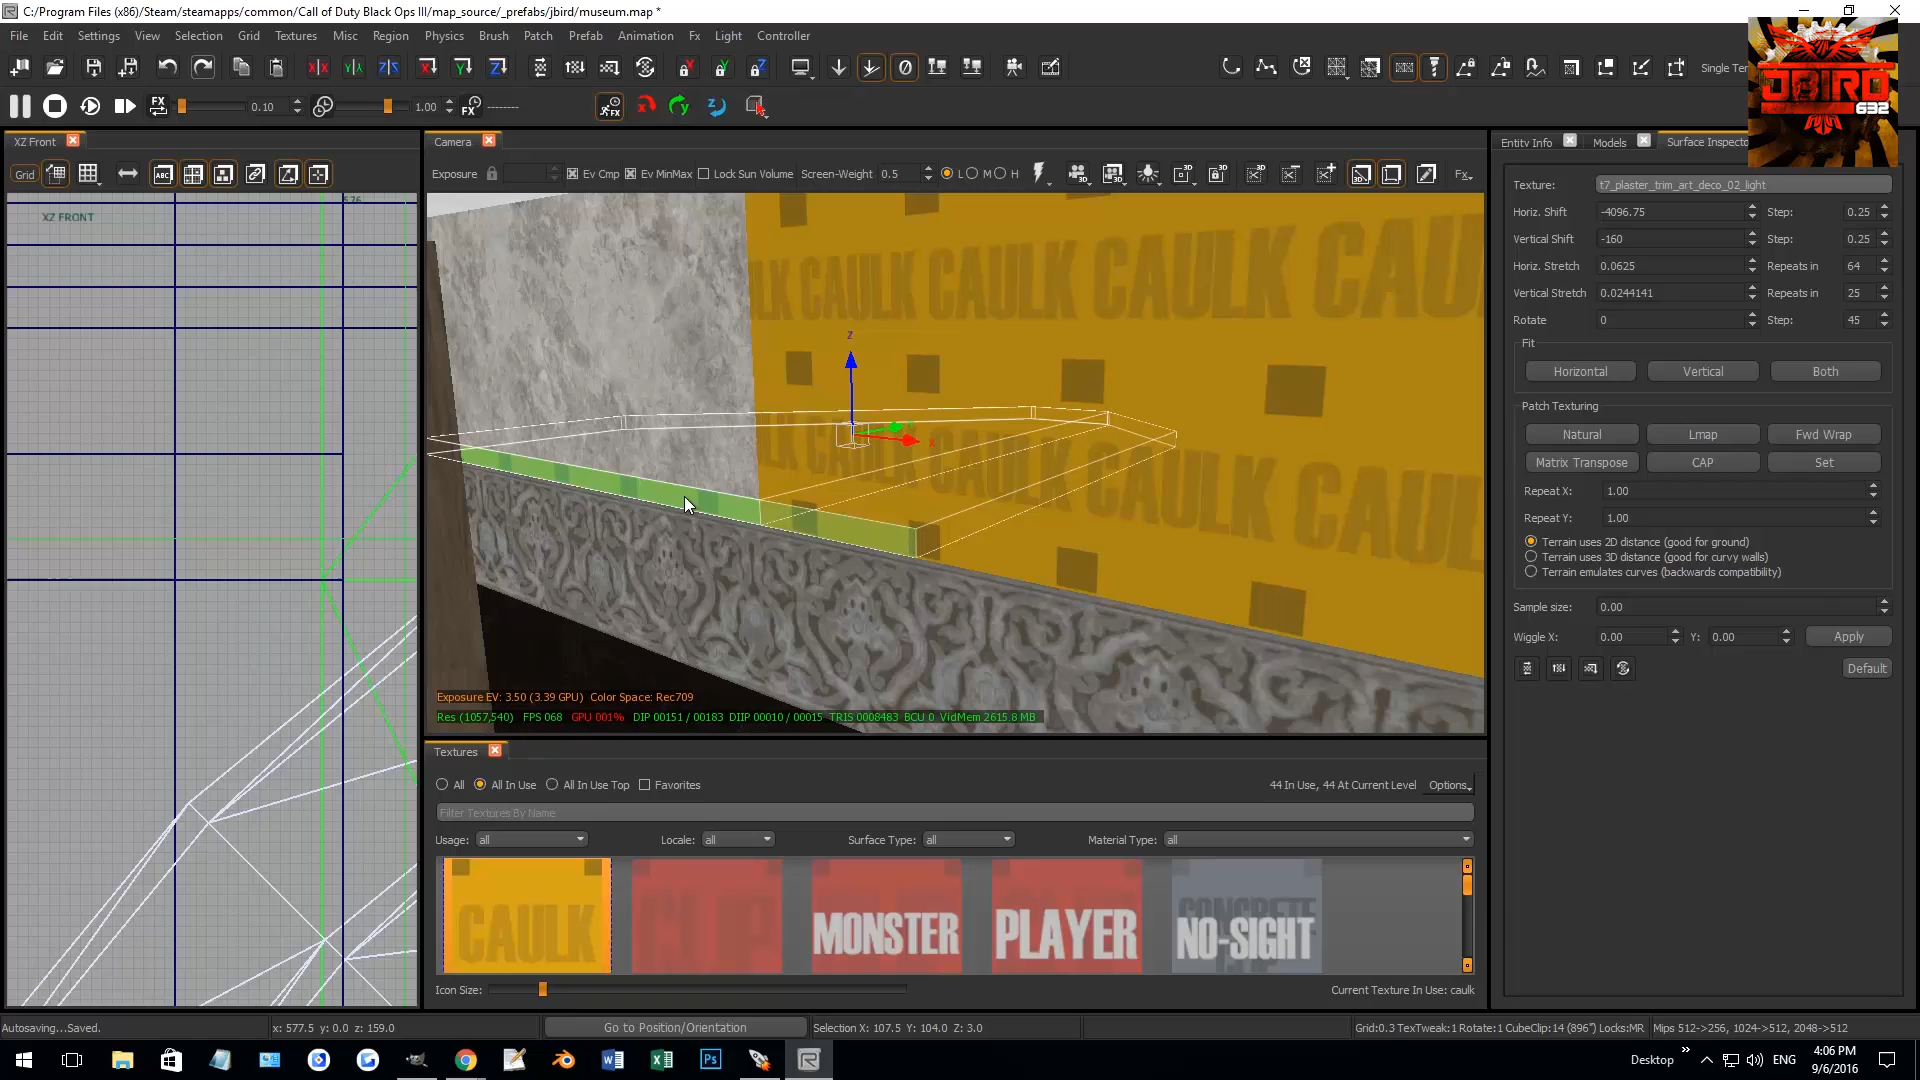 C:/Program Files (x86)/Steam/steamapps/common/Call of Duty Black Ops III/map_source/_prefabs/jbird/museum.map *
File Edit Settings View Selection Grid Textures Misc Region Physics Brush Patch Prefab Animation Fx Light Controller
Single Ter
JBIRD
632
FX 0.10 1.00 FX --------
XZ Front
Camera
Entity Info Models Surface Inspecto
Grid
Exposure Ev Cmp Ev MinMax Lock Sun Volume Screen-Weight 0.5 L M H Fx
XZ FRONT
Texture: t7_plaster_trim_art_deco_02_light
Horiz. Shift -4096.75 Step: 0.25
Vertical Shift -160 Step: 0.25
Horiz. Stretch 0.0625 Repeats in 64
Vertical Stretch 0.0244141 Repeats in 25
Rotate 0 Step: 45
Fit
Horizontal Vertical Both
Patch Texturing
Natural Lmap Fwd Wrap
Matrix Transpose CAP Set
Repeat X: 1.00
Repeat Y: 1.00
Terrain uses 2D distance (good for ground)
Terrain uses 3D distance (good for curvy walls)
Terrain emulates curves (backwards compatibility)
Sample size: 0.00
Wiggle X: 0.00 Y: 0.00 Apply
Default
CAULK CAULK CAULK CAU
z
x
CAULK CAULK CAULK
Exposure EV: 3.50 (3.39 GPU) Color Space: Rec709
Res (1057,540) FPS 068 GPU 001% DIP 00151 / 00183 DIIP 00010 / 00015 TRIS 0008483 BCU 0 VidMem 2615.8 MB
Textures
All All In Use All In Use Top Favorites 44 In Use, 44 At Current Level Options
Filter Textures By Name
Usage: all Locale: all Surface Type: all Material Type: all
CAULK CLIP MONSTER PLAYER CONCRETE NO-SIGHT
Icon Size: Current Texture In Use: caulk
Autosaving...Saved. x: 577.5 y: 0.0 z: 159.0 Go to Position/Orientation Selection X: 107.5 Y: 104.0 Z: 3.0 Grid:0.3 TexTweak:1 Rotate:1 CubeClip:14 (896") Locks:MR Mips 512->256, 1024->512, 2048->512
Desktop ENG 4:06 PM
9/6/2016